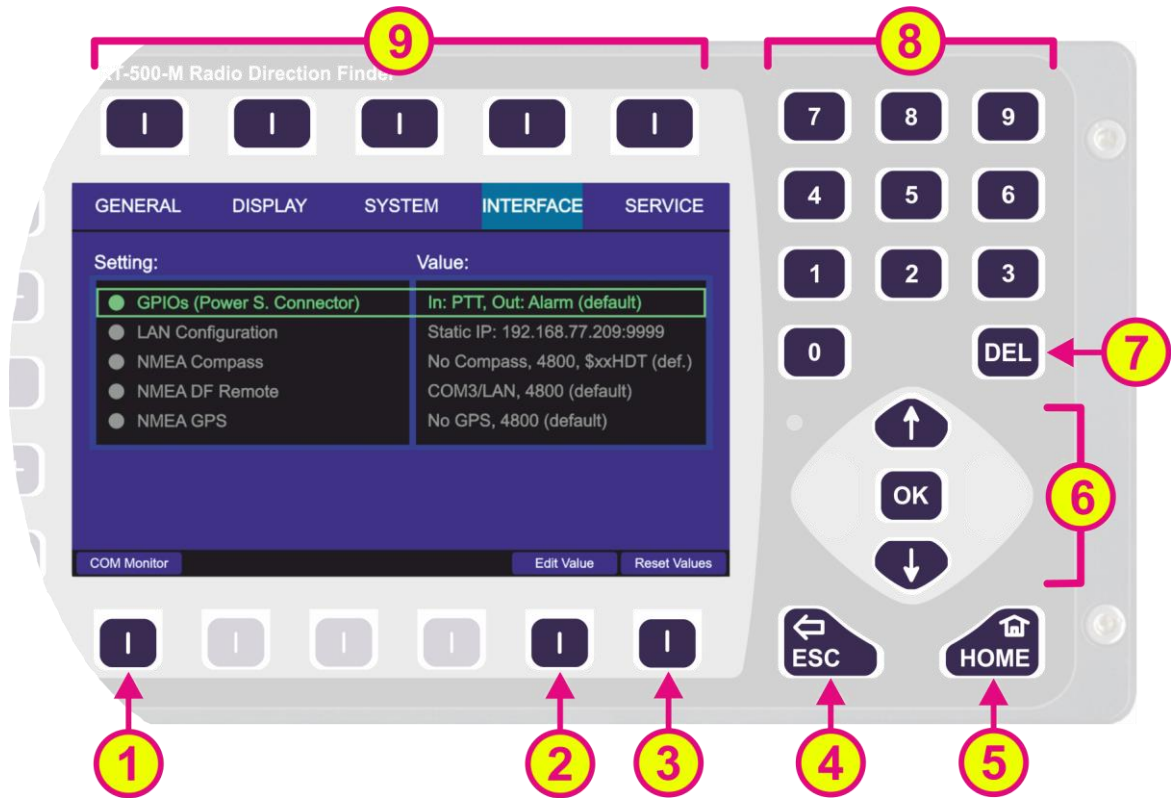 9
8
RT-500-M Radio Direction Finder
7 8 9
4 5 6
1 2 3
0 DEL
GENERAL DISPLAY SYSTEM INTERFACE SERVICE
Setting: Value:
GPIOs (Power S. Connector) In: PTT, Out: Alarm (default)
LAN Configuration Static IP: 192.168.77.209:9999
NMEA Compass No Compass, 4800, $xxHDT (def.)
NMEA DF Remote COM3/LAN, 4800 (default)
NMEA GPS No GPS, 4800 (default)
COM Monitor Edit Value Reset Values
7
OK
6
ESC HOME
1 2 3 4 5